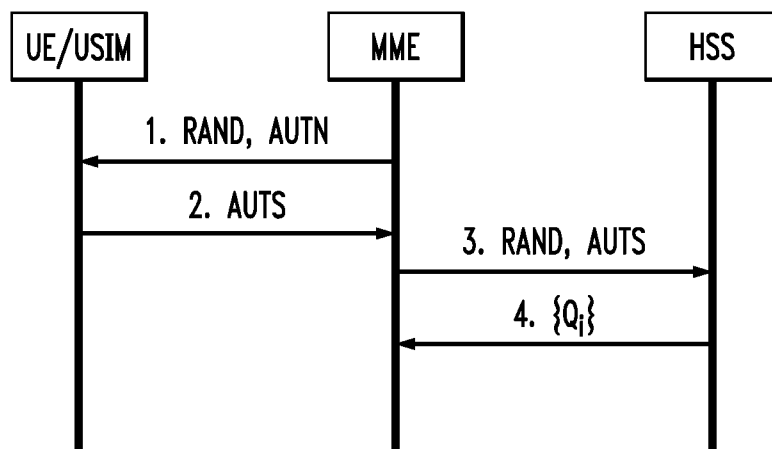 UE/USIM MME HSS
1. RAND, AUTN
2. AUTS
3. RAND, AUTS
4. {Qi}